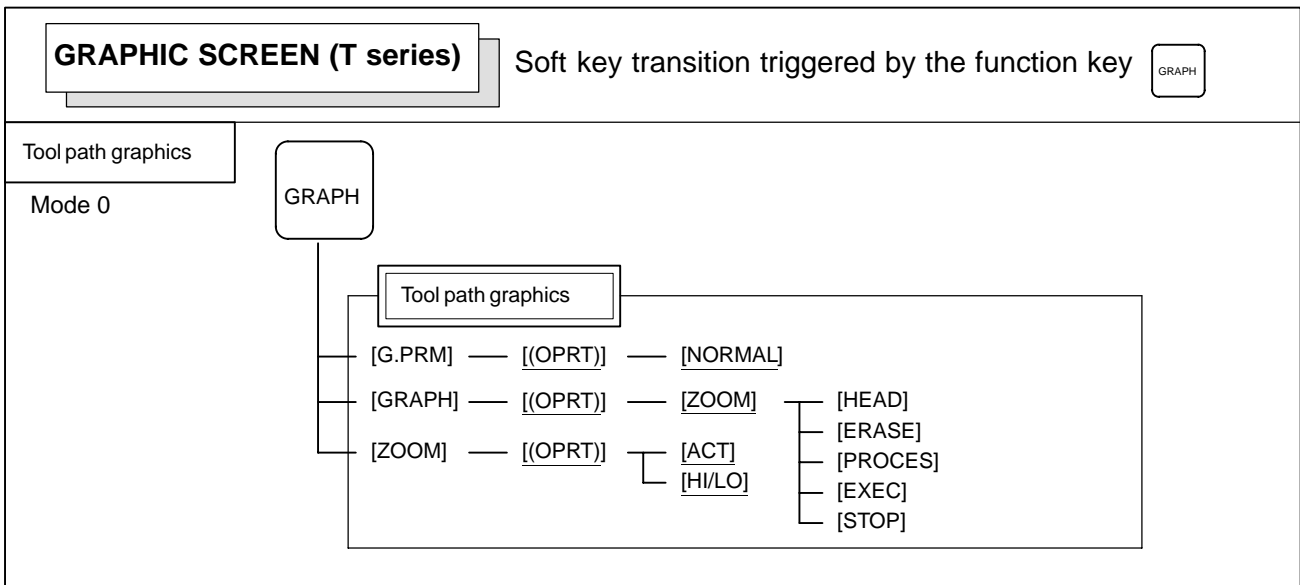 GRAPHIC SCREEN (T series) Soft key transition triggered by the function key GRAPH
Tool path graphics
Mode 0
GRAPH
Tool path graphics
[G.PRM] [(OPRT)] [NORMAL]
[GRAPH] [(OPRT)] [ZOOM] [HEAD]
[ERASE]
[ZOOM] [(OPRT)] [ACT] [PROCES]
[HI/LO] [EXEC]
[STOP]